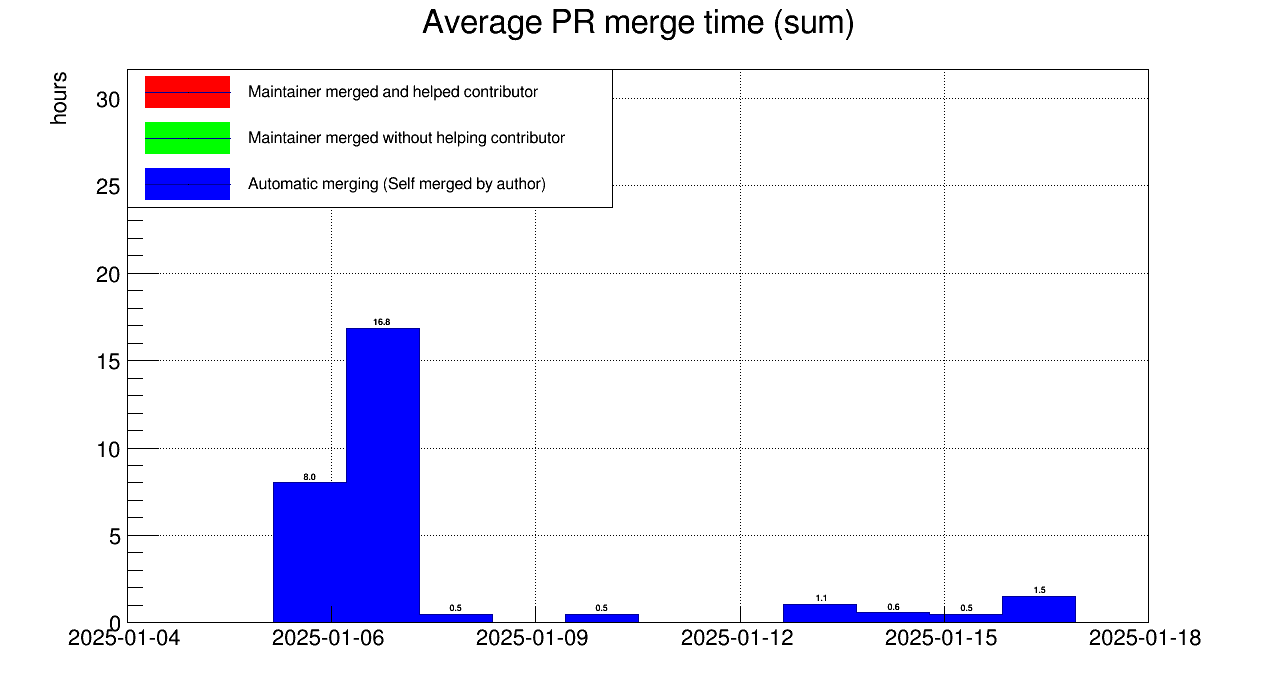 Average PR merge time (sum)
hours
Maintainer merged and helped contributor
Maintainer merged without helping contributor
Automatic merging (Self merged by author)
30
25
20
15
10
5
0
16.8
8.0
0.5
0.5
1.1
0.6
0.5
1.5
2025-01-04 2025-01-06 2025-01-09 2025-01-12 2025-01-15 2025-01-18